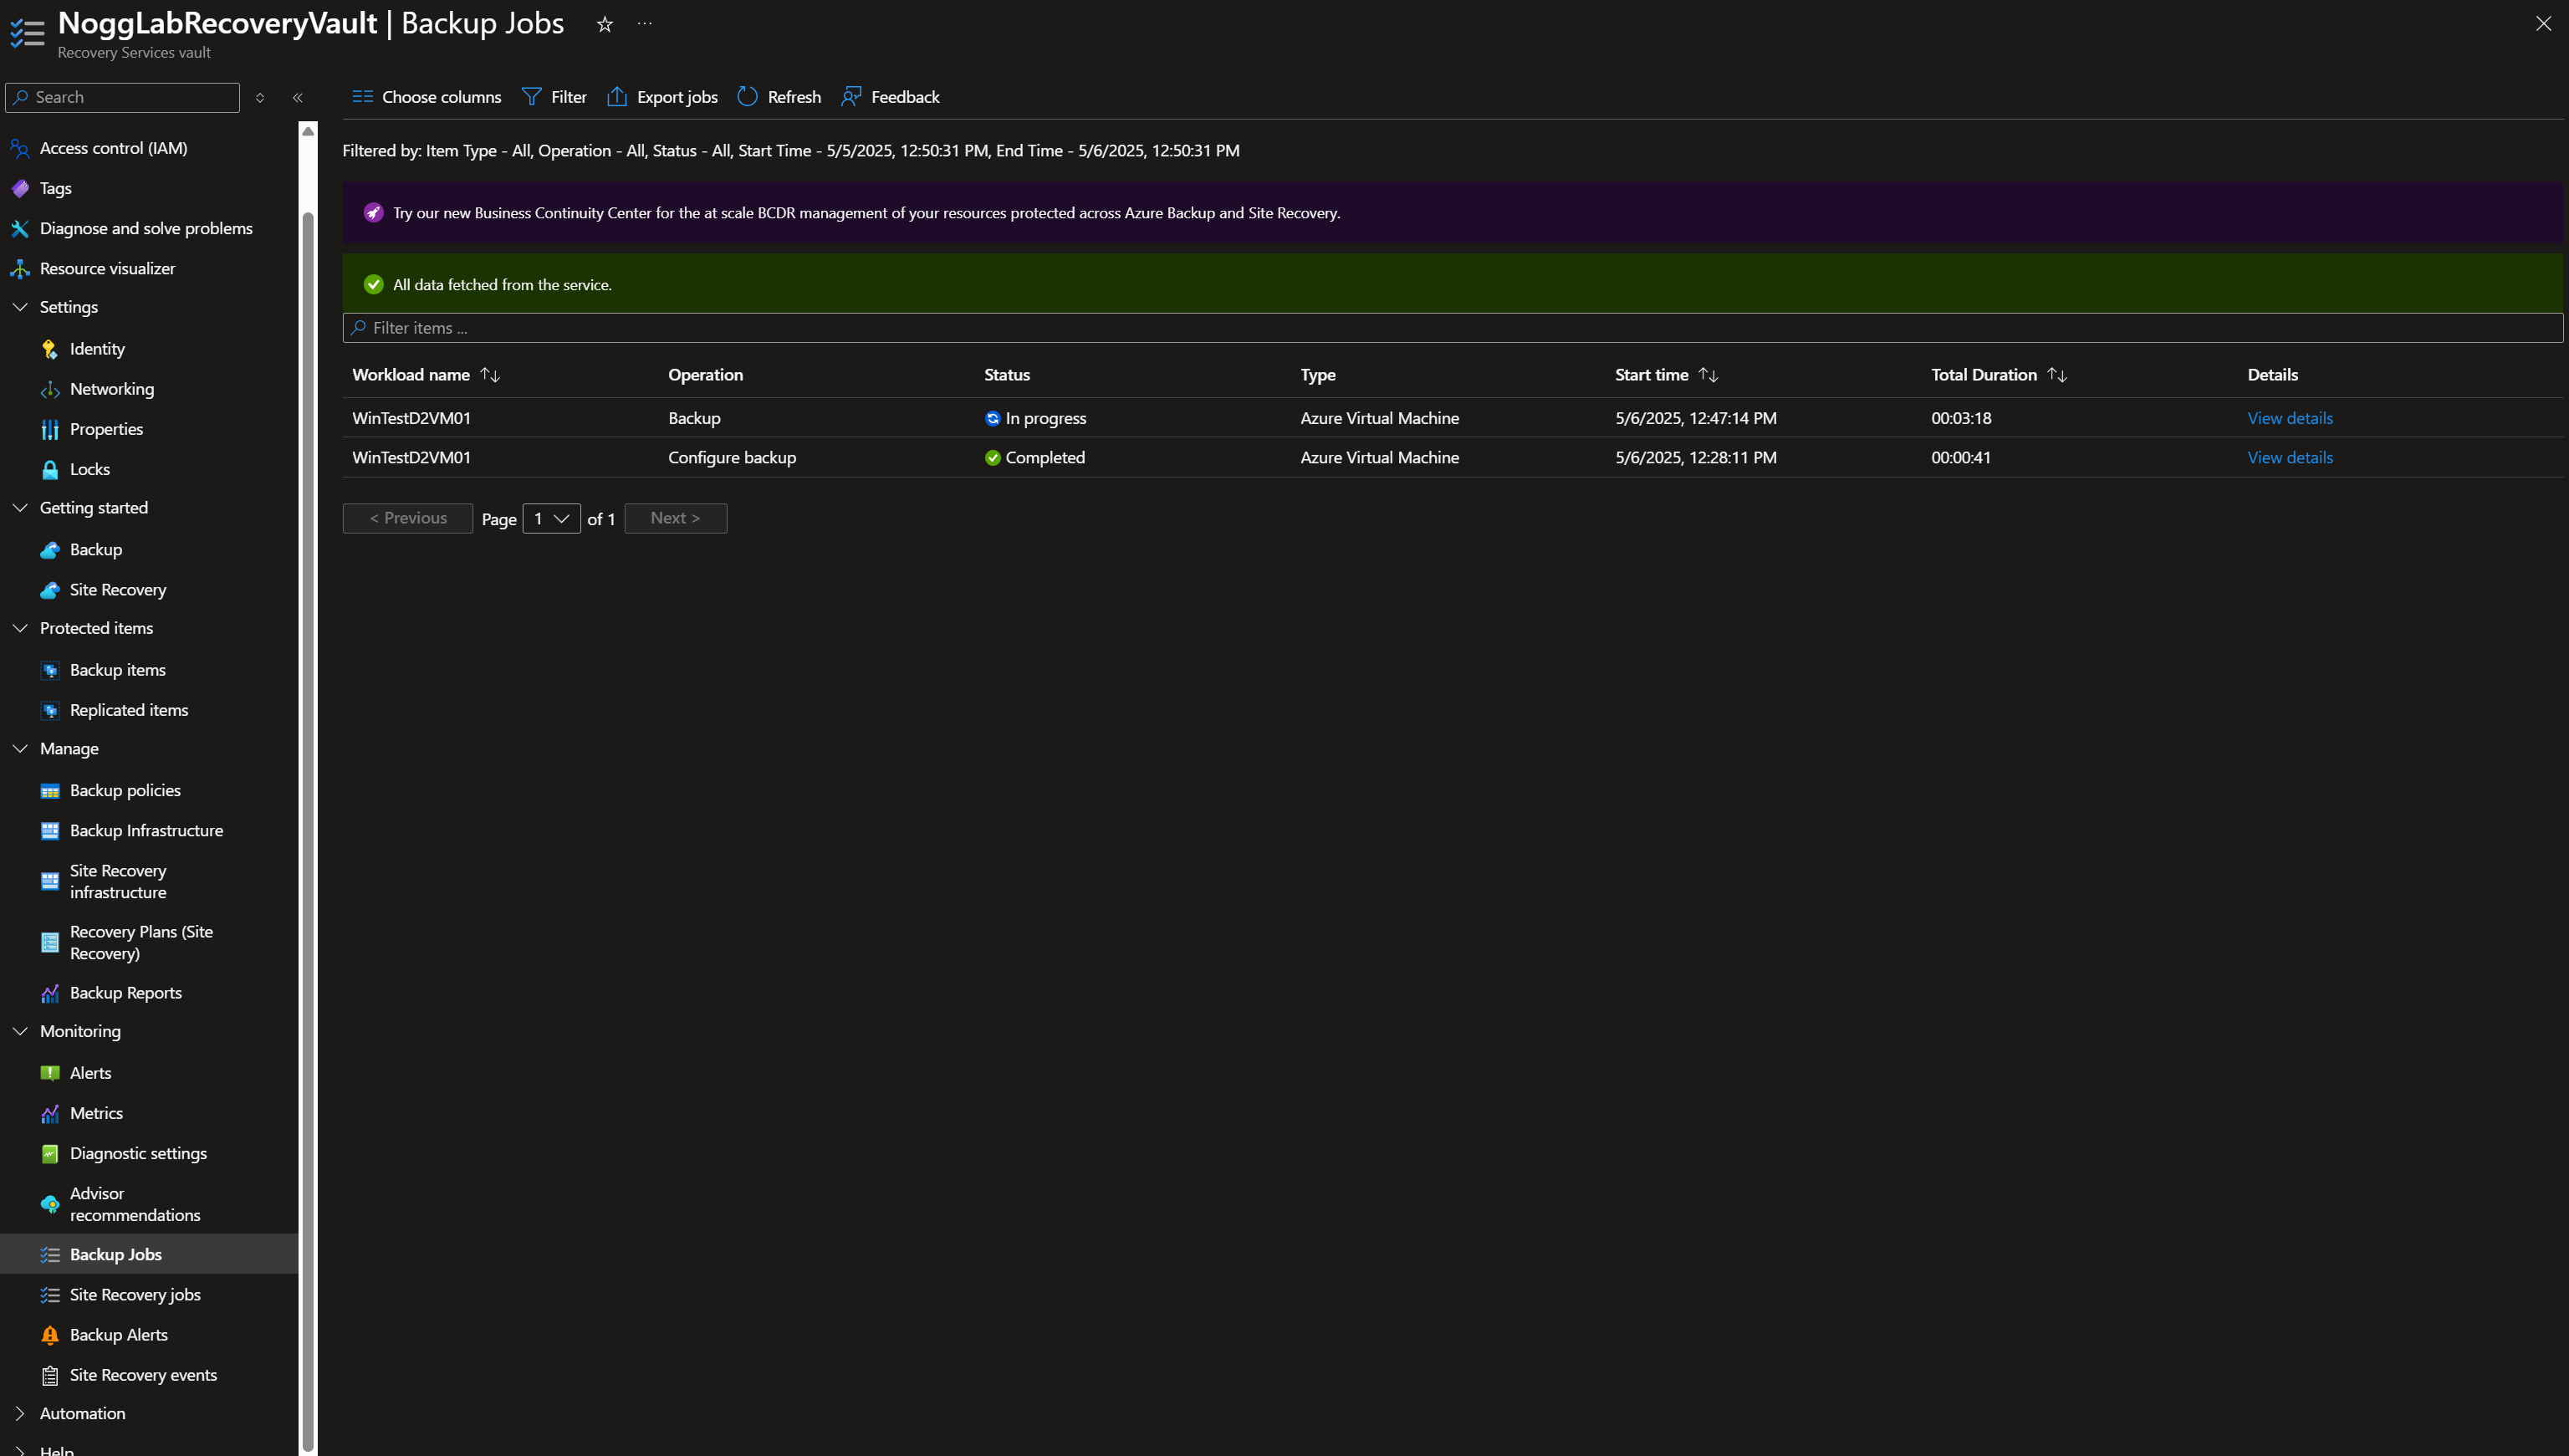 NoggLabRecoveryVault | Backup Jobs
Recovery Services vault
Search
Access control (IAM)
Tags
Diagnose and solve problems
Resource visualizer
Settings
Identity
Networking
Properties
Locks
Getting started
Backup
Site Recovery
Protected items
Backup items
Replicated items
Manage
Backup policies
Backup Infrastructure
Site Recovery
infrastructure
Recovery Plans (Site
Recovery)
Backup Reports
Monitoring
Alerts
Metrics
Diagnostic settings
Advisor
recommendations
Backup Jobs
Site Recovery jobs
Backup Alerts
Site Recovery events
Automation
Help
Choose columns Filter Export jobs Refresh Feedback
Filtered by: Item Type - All, Operation - All, Status - All, Start Time - 5/5/2025, 12:50:31 PM, End Time - 5/6/2025, 12:50:31 PM
Try our new Business Continuity Center for the at scale BCDR management of your resources protected across Azure Backup and Site Recovery.
All data fetched from the service.
Filter items ...
Workload name Operation Status Type Start time Total Duration Details
WinTestD2VM01 Backup In progress Azure Virtual Machine 5/6/2025, 12:47:14 PM 00:03:18 View details
WinTestD2VM01 Configure backup Completed Azure Virtual Machine 5/6/2025, 12:28:11 PM 00:00:41 View details
< Previous Page 1 of 1 Next >